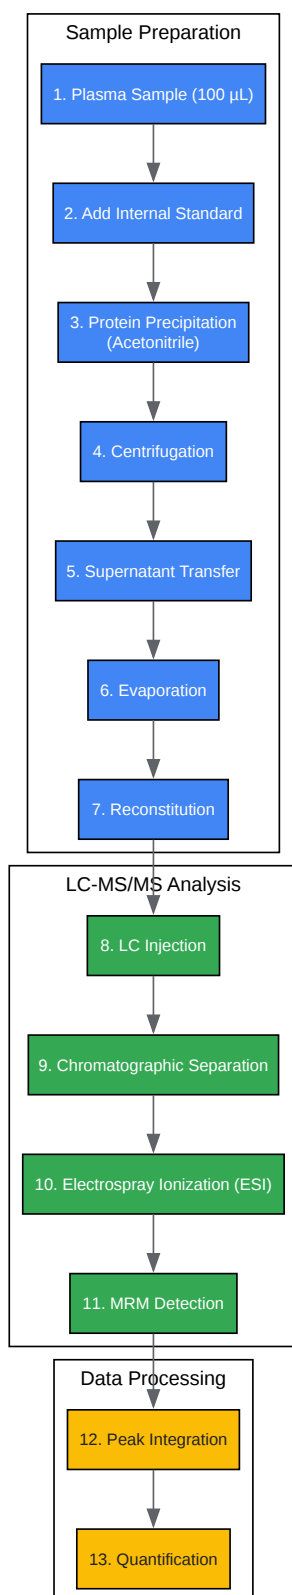 Sample Preparation
1. Plasma Sample (100 µL)
2. Add Internal Standard
3. Protein Precipitation
(Acetonitrile)
4. Centrifugation
5. Supernatant Transfer
6. Evaporation
7. Reconstitution
LC-MS/MS Analysis
8. LC Injection
9. Chromatographic Separation
10. Electrospray Ionization (ESI)
11. MRM Detection
Data Processing
12. Peak Integration
13. Quantification